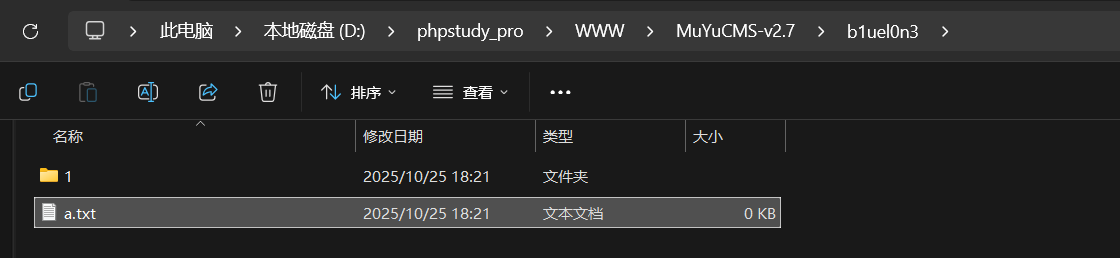 此电脑 > 本地磁盘 (D:) > phpstudy_pro > WWW > MuYuCMS-v2.7 > b1uel0n3 >
排序 查看
名称 修改日期 类型 大小
1 2025/10/25 18:21 文件夹
a.txt 2025/10/25 18:21 文本文档 0 KB